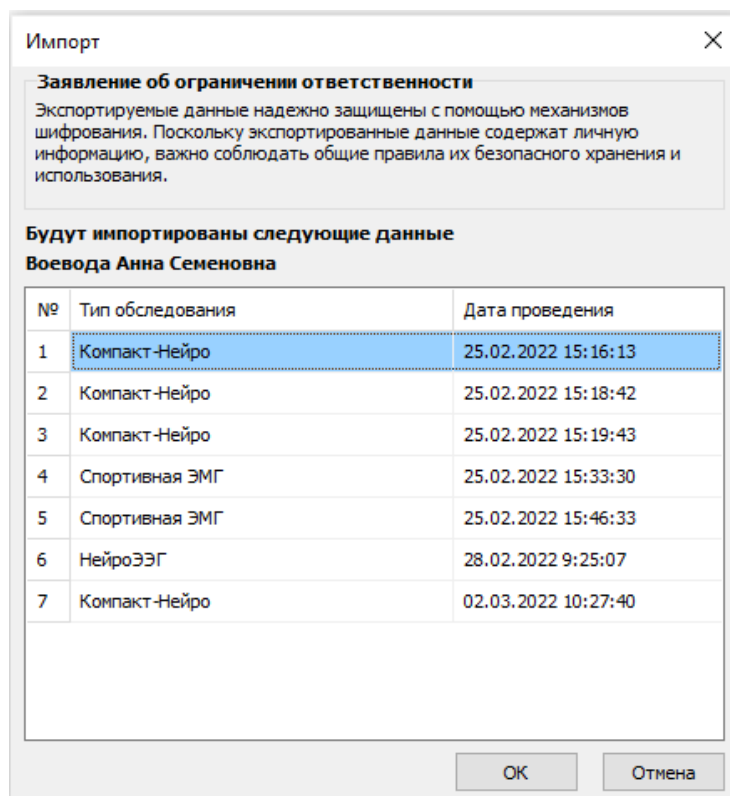 Импорт
Заявление об ограничении ответственности
Экспортируемые данные надежно защищены с помощью механизмов
шифрования. Поскольку экспортированные данные содержат личную
информацию, важно соблюдать общие правила их безопасного хранения и
использования.
Будут импортированы следующие данные
Воевода Анна Семеновна
№ Тип обследования Дата проведения
1 Компакт-Нейро 25.02.2022 15:16:13
2 Компакт-Нейро 25.02.2022 15:18:42
3 Компакт-Нейро 25.02.2022 15:19:43
4 Спортивная ЭМГ 25.02.2022 15:33:30
5 Спортивная ЭМГ 25.02.2022 15:46:33
6 НейроЭЭГ 28.02.2022 9:25:07
7 Компакт-Нейро 02.03.2022 10:27:40
ОК Отмена